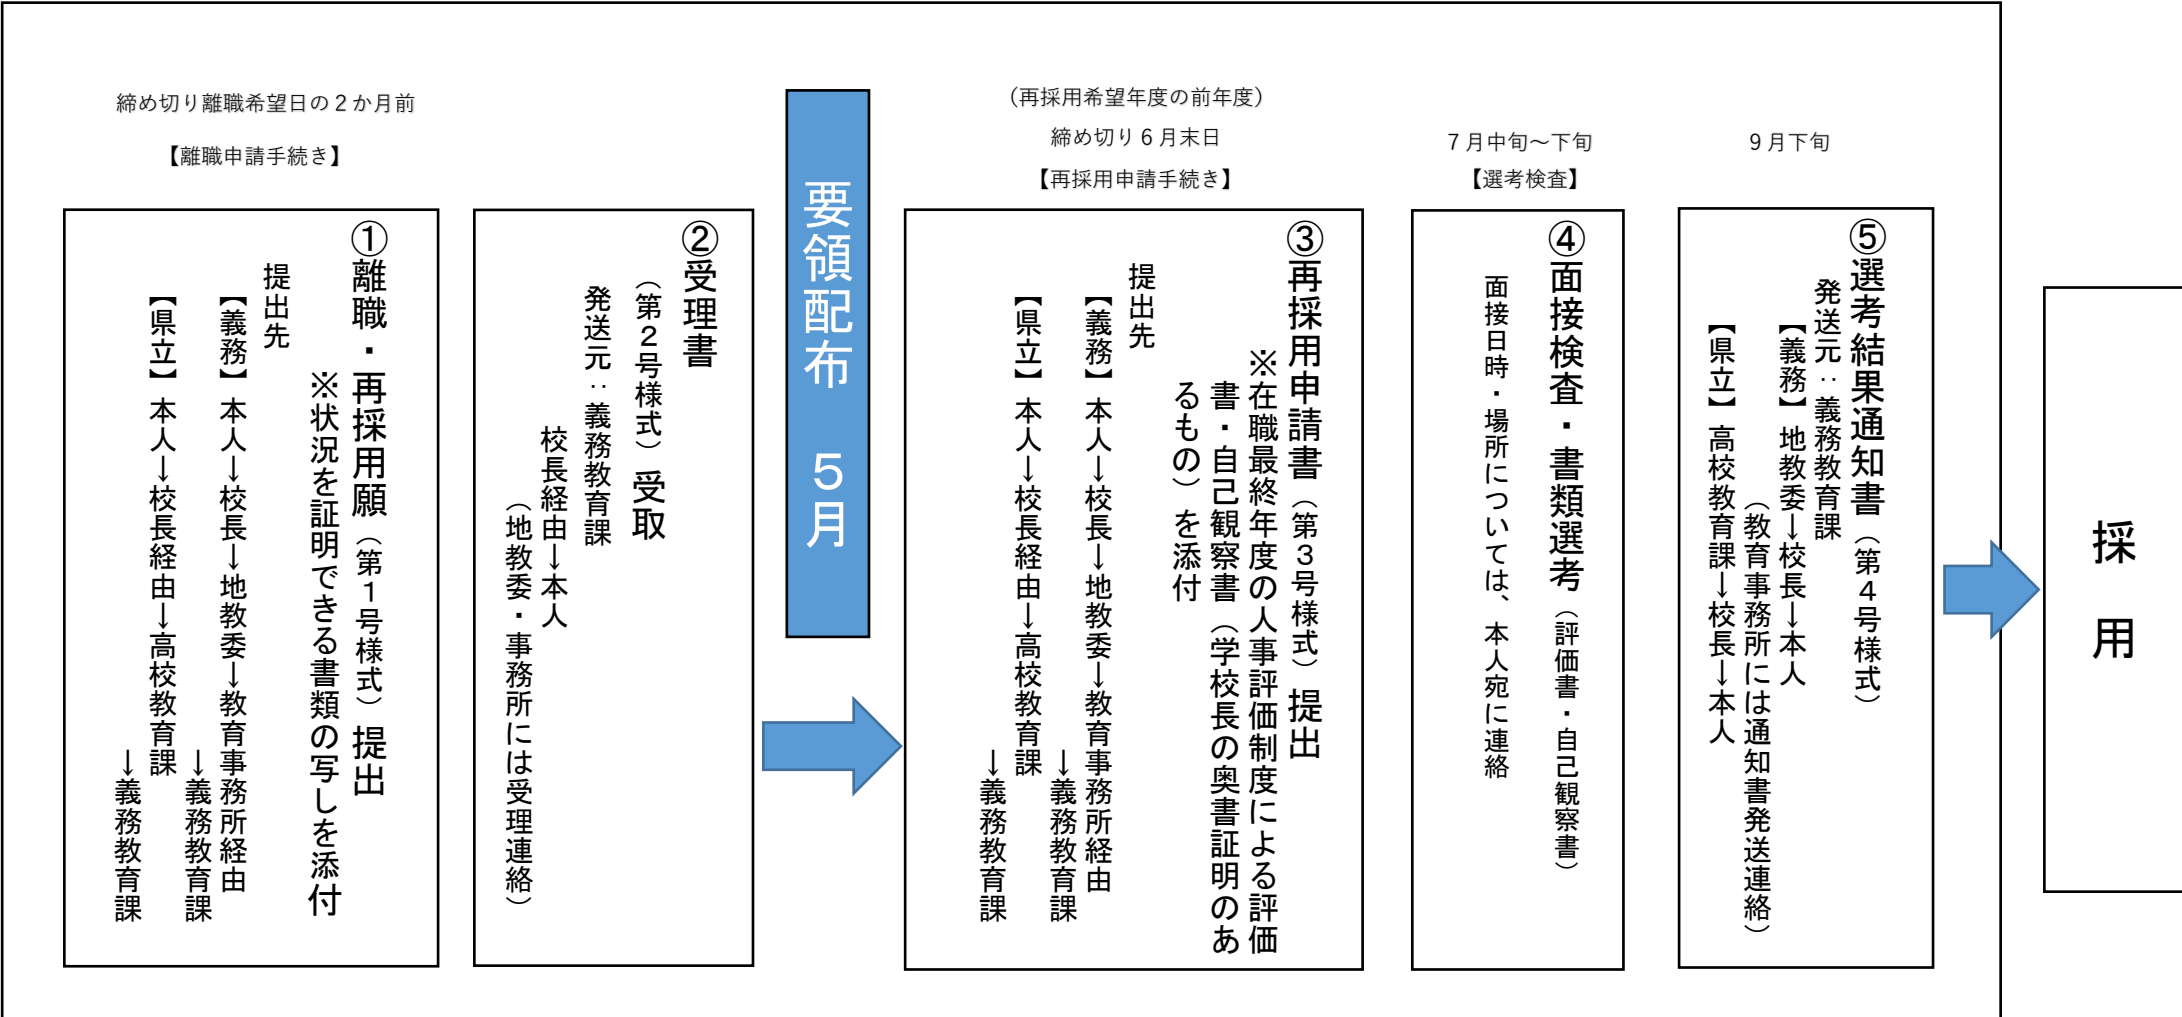 締め切り離職希望日の２か月前
【離職申請手続き】
①離職・再採用願（第１号様式）提出
※状況を証明できる書類の写しを添付
提出先
【義務】本人→校長→地教委→教育事務所経由
→義務教育課
【県立】本人→校長経由→高校教育課
→義務教育課
②受理書
（第２号様式）受取
発送元：義務教育課
校長経由→本人
（地教委・事務所には受理連絡）
要領配布　５月
（再採用希望年度の前年度）
締め切り６月末日
【再採用申請手続き】
③再採用申請書（第３号様式）提出
※在職最終年度の人事評価制度による評価
書・自己観察書（学校長の奥書証明のあ
るもの）を添付
提出先
【義務】本人→校長→地教委→教育事務所経由
→義務教育課
【県立】本人→校長経由→高校教育課
→義務教育課
７月中旬～下旬
【選考検査】
④面接検査・書類選考（評価書・自己観察書）
面接日時・場所については、本人宛に連絡
９月下旬
⑤選考結果通知書（第４号様式）
発送元：義務教育課
【義務】地教委→校長→本人
（教育事務所には通知書発送連絡）
【県立】高校教育課→校長→本人
採用